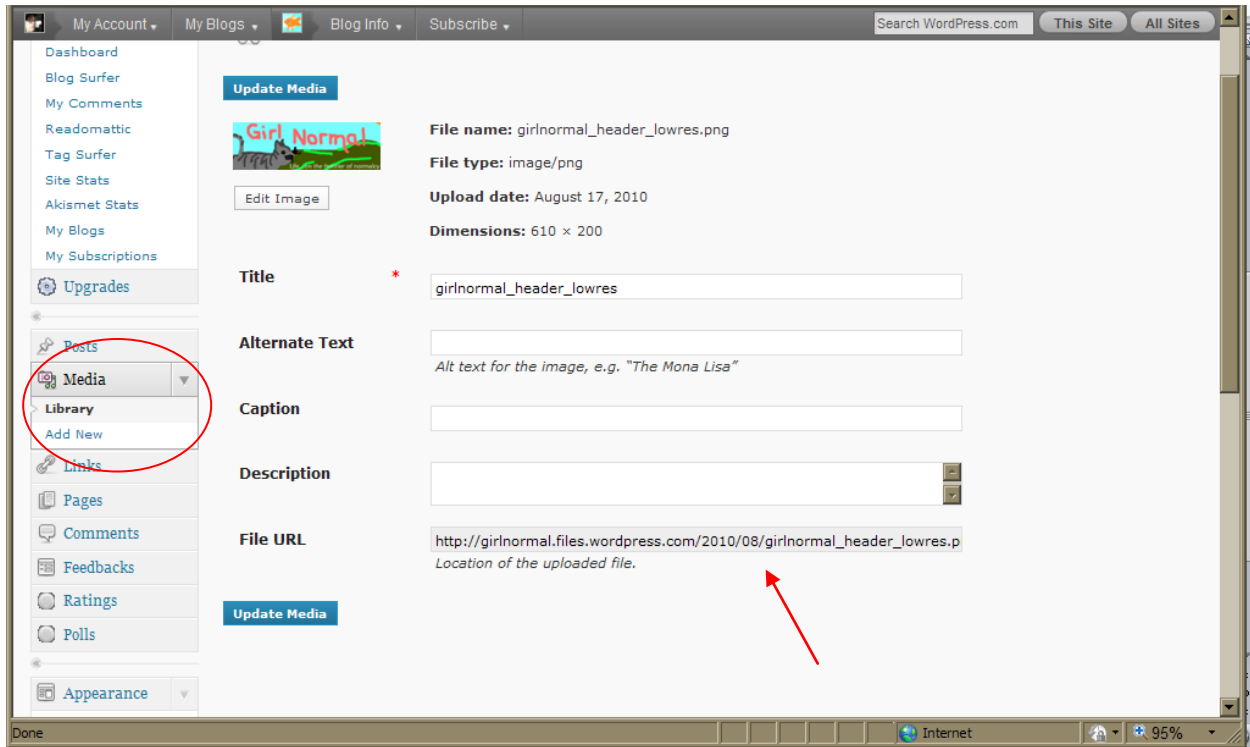 My Account My Blogs Blog Info Subscribe Search WordPress.com This Site All Sites
Dashboard
Blog Surfer
My Comments
Readomattic
Tag Surfer
Site Stats
Akismet Stats
My Blogs
My Subscriptions
Upgrades
Posts
Media
Library
Add New
Links
Pages
Comments
Feedbacks
Ratings
Polls
Appearance
Update Media
Girl Normal
Edit Image
File name: girlnormal_header_lowres.png
File type: image/png
Upload date: August 17, 2010
Dimensions: 610 × 200
Title *
girlnormal_header_lowres
Alternate Text
Alt text for the image, e.g. “The Mona Lisa”
Caption
Description
File URL
http://girlnormal.files.wordpress.com/2010/08/girlnormal_header_lowres.p
Location of the uploaded file.
Update Media
Done Internet 95%